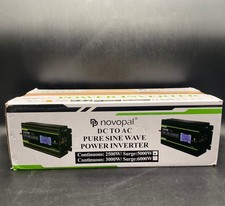 novopal
DC TO AC
PURE SINE WAVE
POWER INVERTER
Continuous: 2500W/ Surge:5000W
Continuous: 3000W/ Surge:6000W